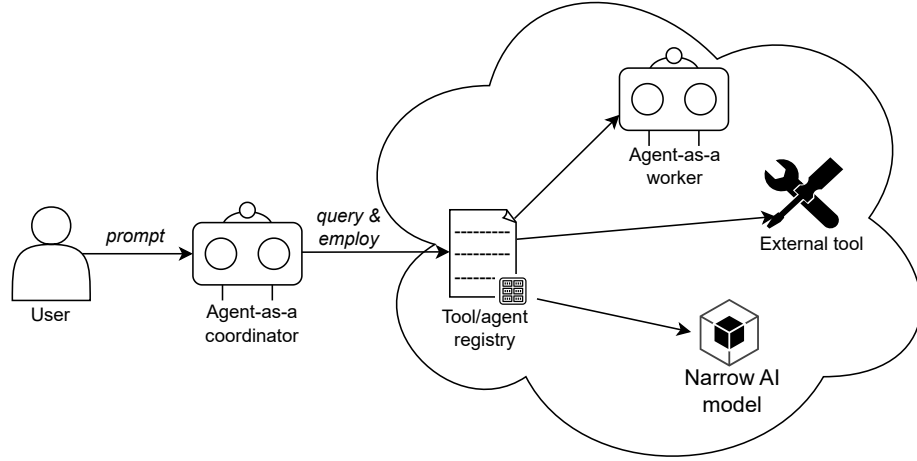 prompt
query &
employ
User
Agent-as-a
coordinator
Tool/agent
registry
Agent-as-a
worker
External tool
Narrow AI
model